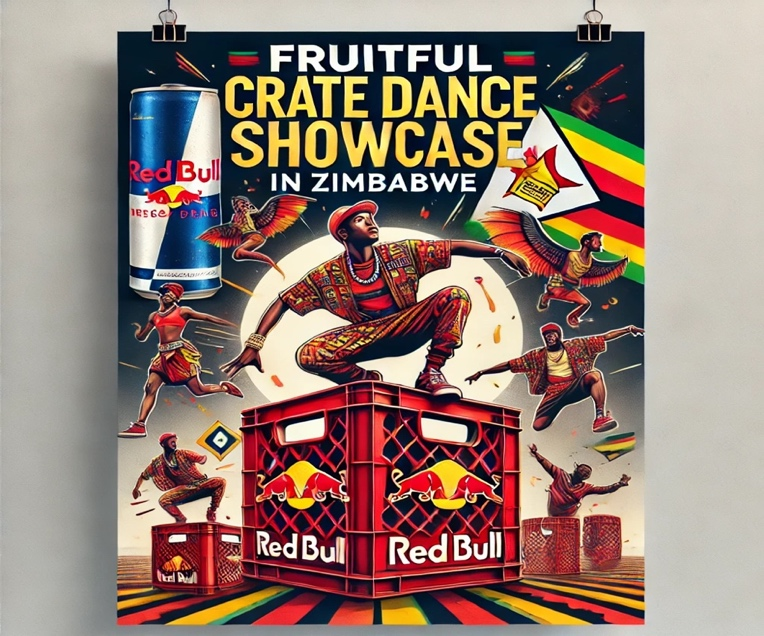 FRUITFUL
CRATE DANCE
SHOWCASE
IN ZIMBABWE
Red Bull
Red Bull
Red Bull